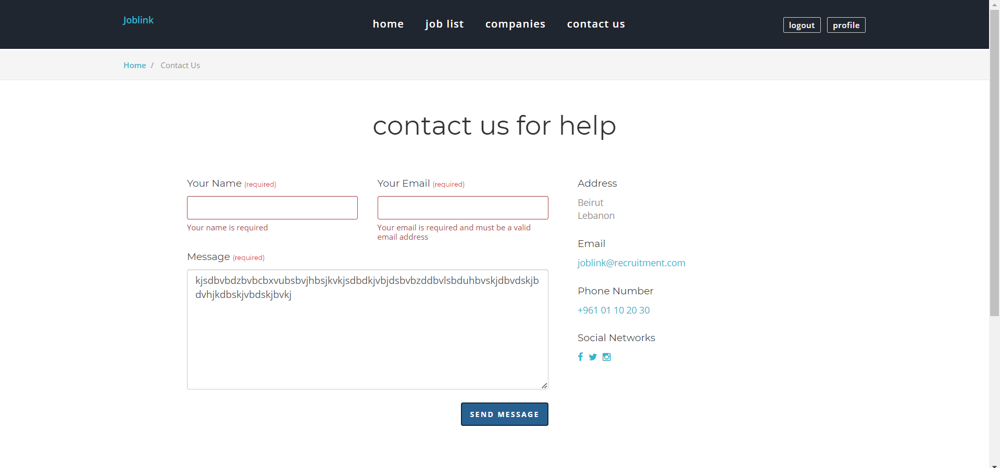 Joblink
home job list companies contact us
logout profile
Home / Contact Us
contact us for help
Your Name (required)
Your name is required
Your Email (required)
Your email is required and must be a valid
email address
Message (required)
kjsdbvbdzbvbcbxvubsbvjhbsjkvkjsdbdkjvbjdsbvbzddbvlsbduhbvskjdbvdskjb
dvhjkdbskjvbdskjbvkj
SEND MESSAGE
Address
Beirut
Lebanon
Email
joblink@recruitment.com
Phone Number
+961 01 10 20 30
Social Networks